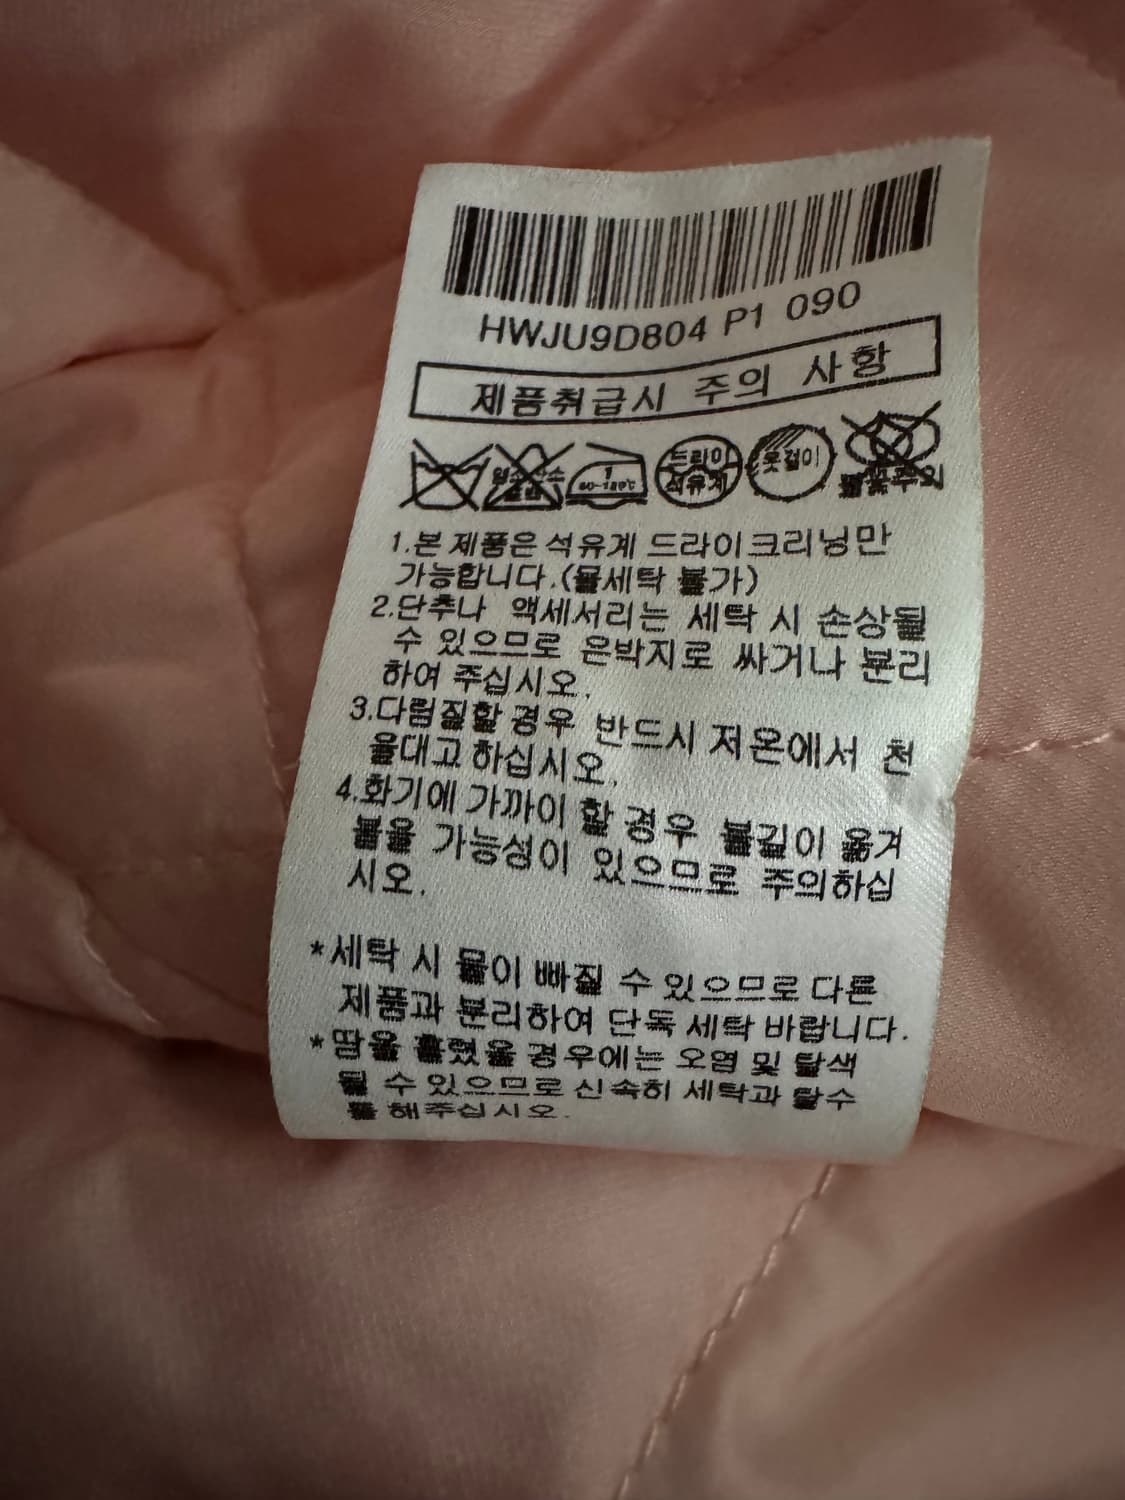 HWJU9D804 P1 090
제품취급시 주의 사항
1
80-120℃
드라이
석유계
옷걸이
불꽃주의
1.본 제품은 석유계 드라이크리닝만
가능합니다.(물세탁 불가)
2.단추나 액세서리는 세탁 시 손상될
수 있으므로 은박지로 싸거나 분리
하여 주십시오.
3.다림질할 경우 반드시 저온에서 천
을대고 하십시오.
4.화기에 가까이 할 경우 불길이 옮겨
붙을 가능성이 있으므로 주의하십
시오.
*세탁 시 물이 빠질 수 있으므로 다른
제품과 분리하여 단독 세탁 바랍니다.
*땀을 흘렸을 경우에는 오염 및 탈색
될 수 있으므로 신속히 세탁과 탈수
를 해주십시오.